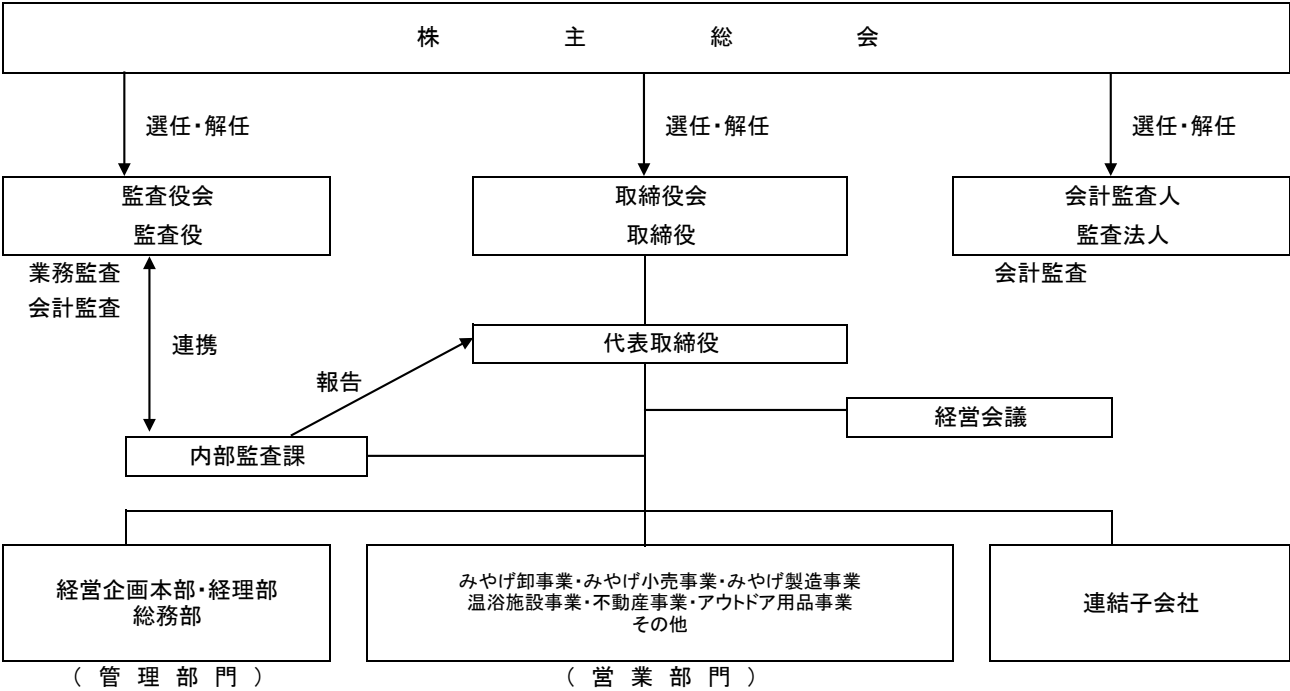 株主総会
選任・解任
選任・解任
選任・解任
監査役会
監査役
取締役会
取締役
会計監査人
監査法人
業務監査
会計監査
会計監査
連携
代表取締役
報告
経営会議
内部監査課
経営企画本部・経理部
総務部
みやげ卸事業・みやげ小売事業・みやげ製造事業
温浴施設事業・不動産事業・アウトドア用品事業
その他
連結子会社
（管理部門）
（営業部門）